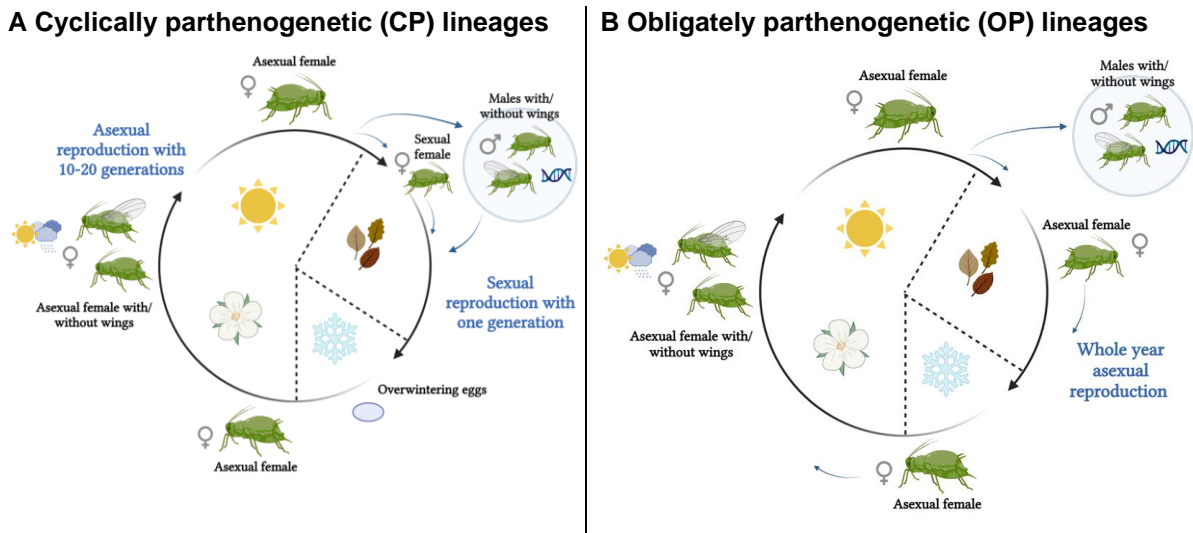 A Cyclically parthenogenetic (CP) lineages
Asexual female
Males with/
without wings
Sexual
female
Asexual
reproduction with
10-20 generations
Asexual female with/
without wings
Sexual
reproduction with
one generation
Overwintering eggs
Asexual female
B Obligately parthenogenetic (OP) lineages
Asexual female
Males with/
without wings
Asexual female
Asexual female with/
without wings
Whole year
asexual
reproduction
Asexual female